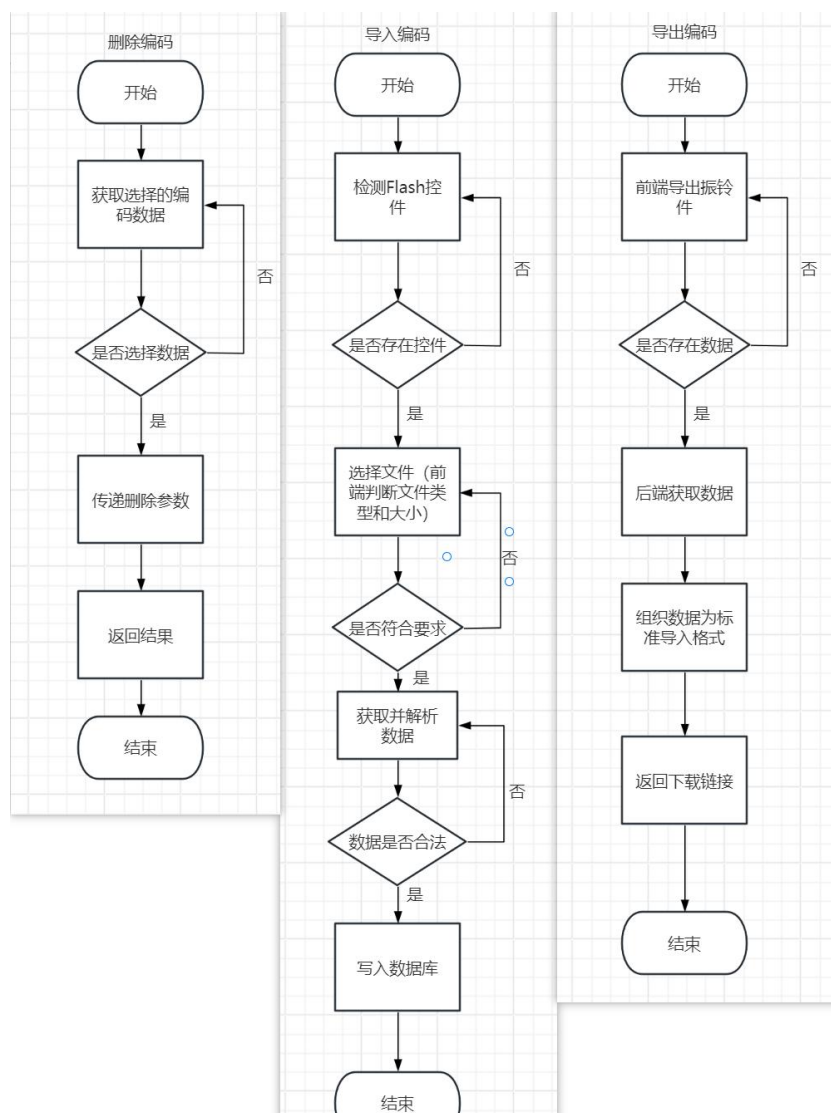 删除编码
开始
获取选择的编
码数据
否
是否选择数据
是
传递删除参数
返回结果
结束
导入编码
开始
检测Flash控
件
否
是否存在控件
是
选择文件（前
端判断文件类
型和大小）
否
是否符合要求
是
获取并解析
数据
否
数据是否合法
是
写入数据库
结束
导出编码
开始
前端导出振铃
件
否
是否存在数据
是
后端获取数据
组织数据为标
准导入格式
返回下载链接
结束